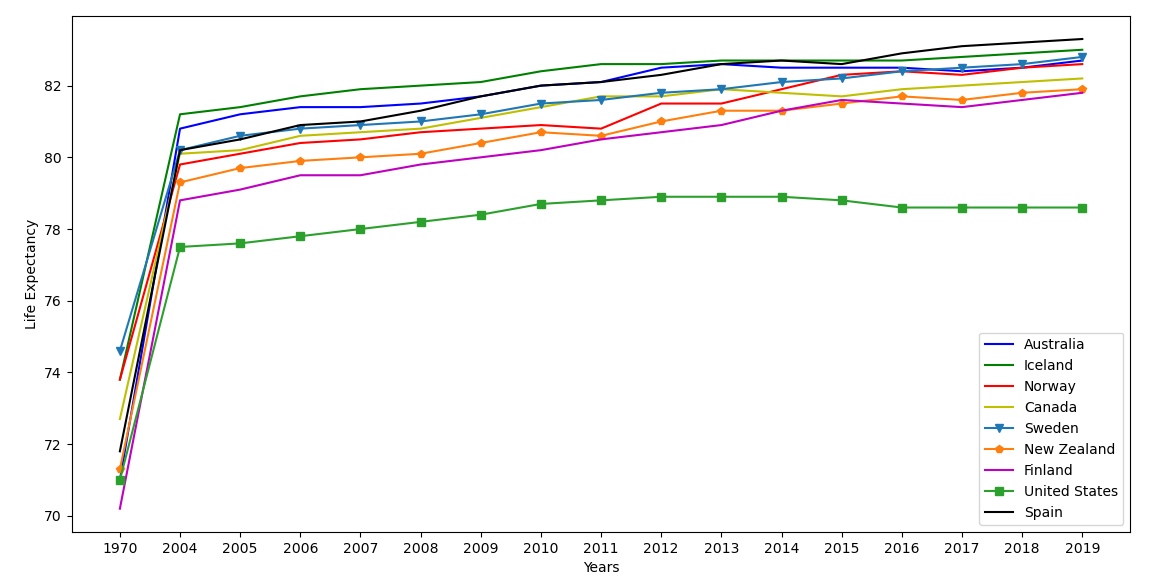 Life Expectancy
82
80
78
76
74
72
70
Australia
Iceland
Norway
Canada
Sweden
New Zealand
Finland
United States
Spain
1970 2004 2005 2006 2007 2008 2009 2010 2011 2012 2013 2014 2015 2016 2017 2018 2019
Years